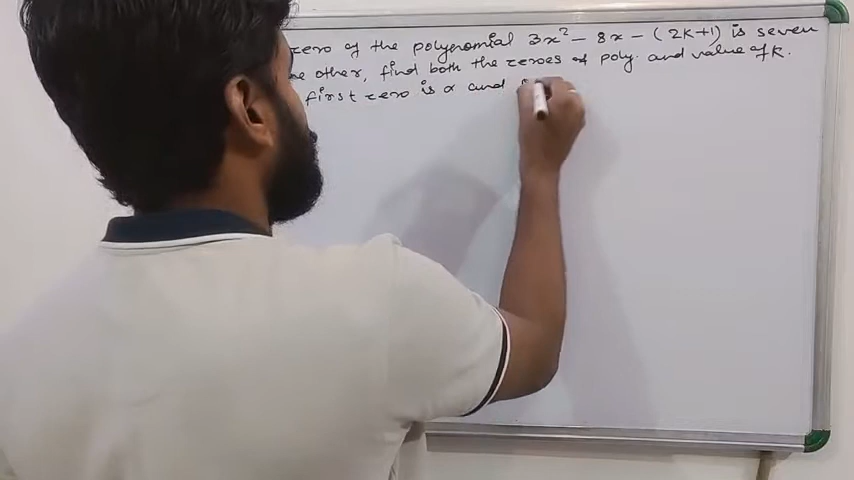 zero of the polynomial 3x² - 8x - (2k+1) is seven
other, find both the zeroes of poly. and value of k.
first zero is α and